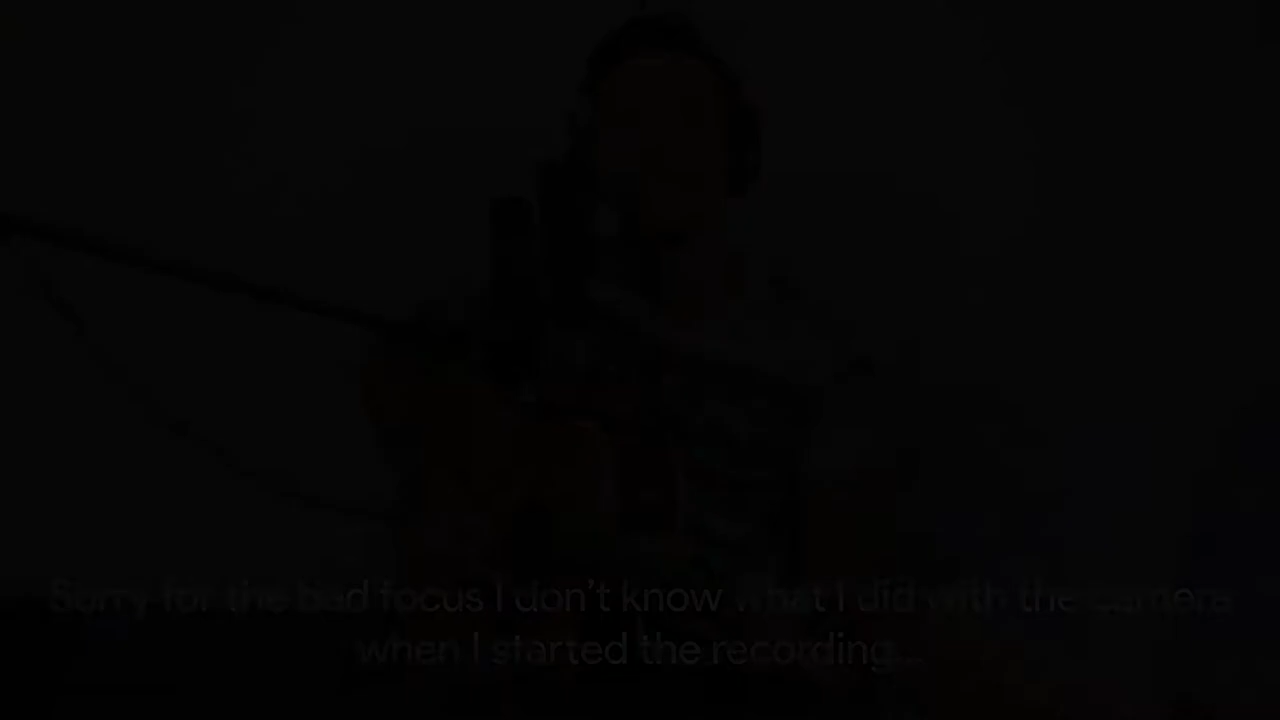 Sorry for the bad focus I don't know what I did with the camera
when I started the recording...